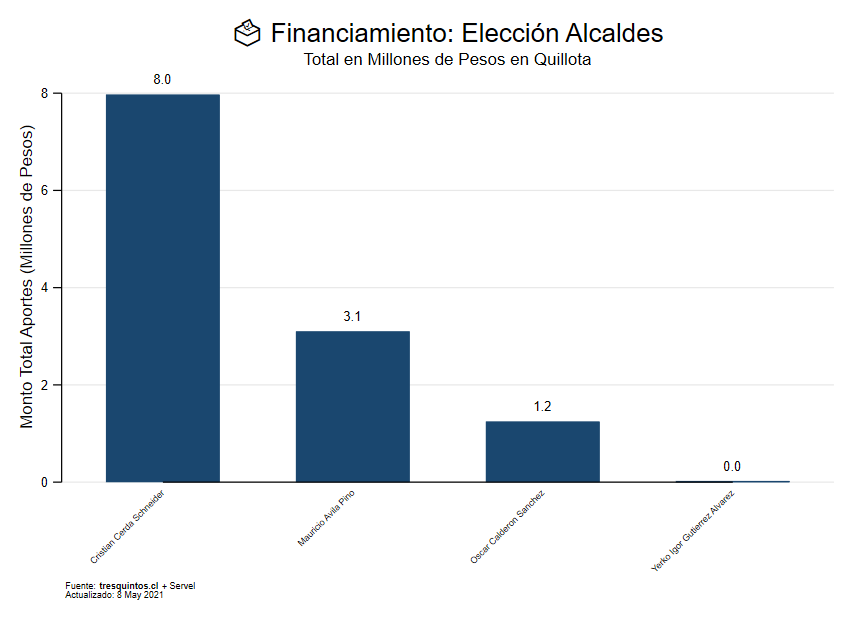 Financiamiento: Elección Alcaldes
Total en Millones de Pesos en Quillota
Monto Total Aportes (Millones de Pesos)
8
6
4
2
0
8.0
3.1
1.2
0.0
Cristian Cerda Schneider
Mauricio Avila Pino
Oscar Calderon Sanchez
Yerko Igor Gutierrez Alvarez
Fuente: tresquintos.cl + Servel
Actualizado: 8 May 2021